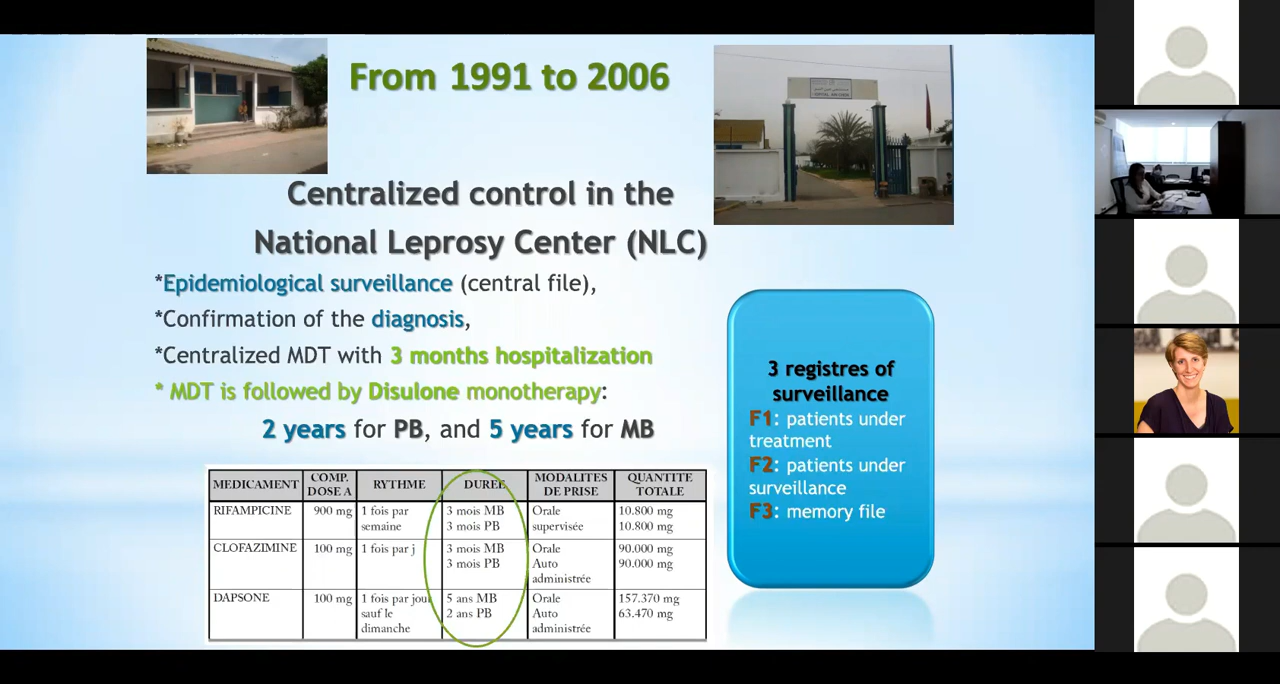 From 1991 to 2006
Centralized control in the
National Leprosy Center (NLC)
*Epidemiological surveillance (central file),
*Confirmation of the diagnosis,
*Centralized MDT with 3 months hospitalization
* MDT is followed by Disulone monotherapy:
2 years for PB, and 5 years for MB
MEDICAMENT COMP. DOSE A RYTHME DURÉE MODALITES DE PRISE QUANTITE TOTALE
RIFAMPICINE 900 mg 1 fois par semaine 3 mois MB 3 mois PB Orale supervisée 10.800 mg 10.800 mg
CLOFAZIMINE 100 mg 1 fois par j 3 mois MB 3 mois PB Orale Auto administrée 90.000 mg 90.000 mg
DAPSONE 100 mg 1 fois par jour sauf le dimanche 5 ans MB 2 ans PB Orale Auto administrée 157.370 mg 63.470 mg
3 registres of
surveillance
F1: patients under
treatment
F2: patients under
surveillance
F3: memory file